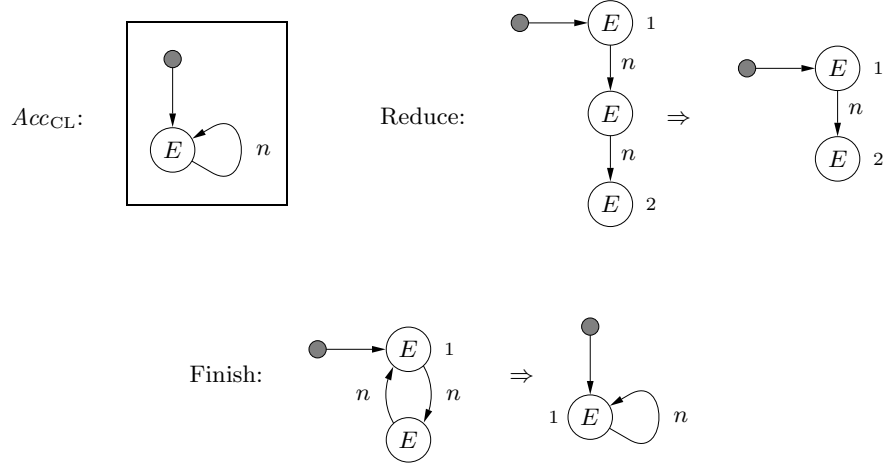 E 1
Acc_CL: E n Reduce: n E ⇒ E 1
n n
E 2 E 2
E 1
Finish: n n ⇒ 1 E n
E